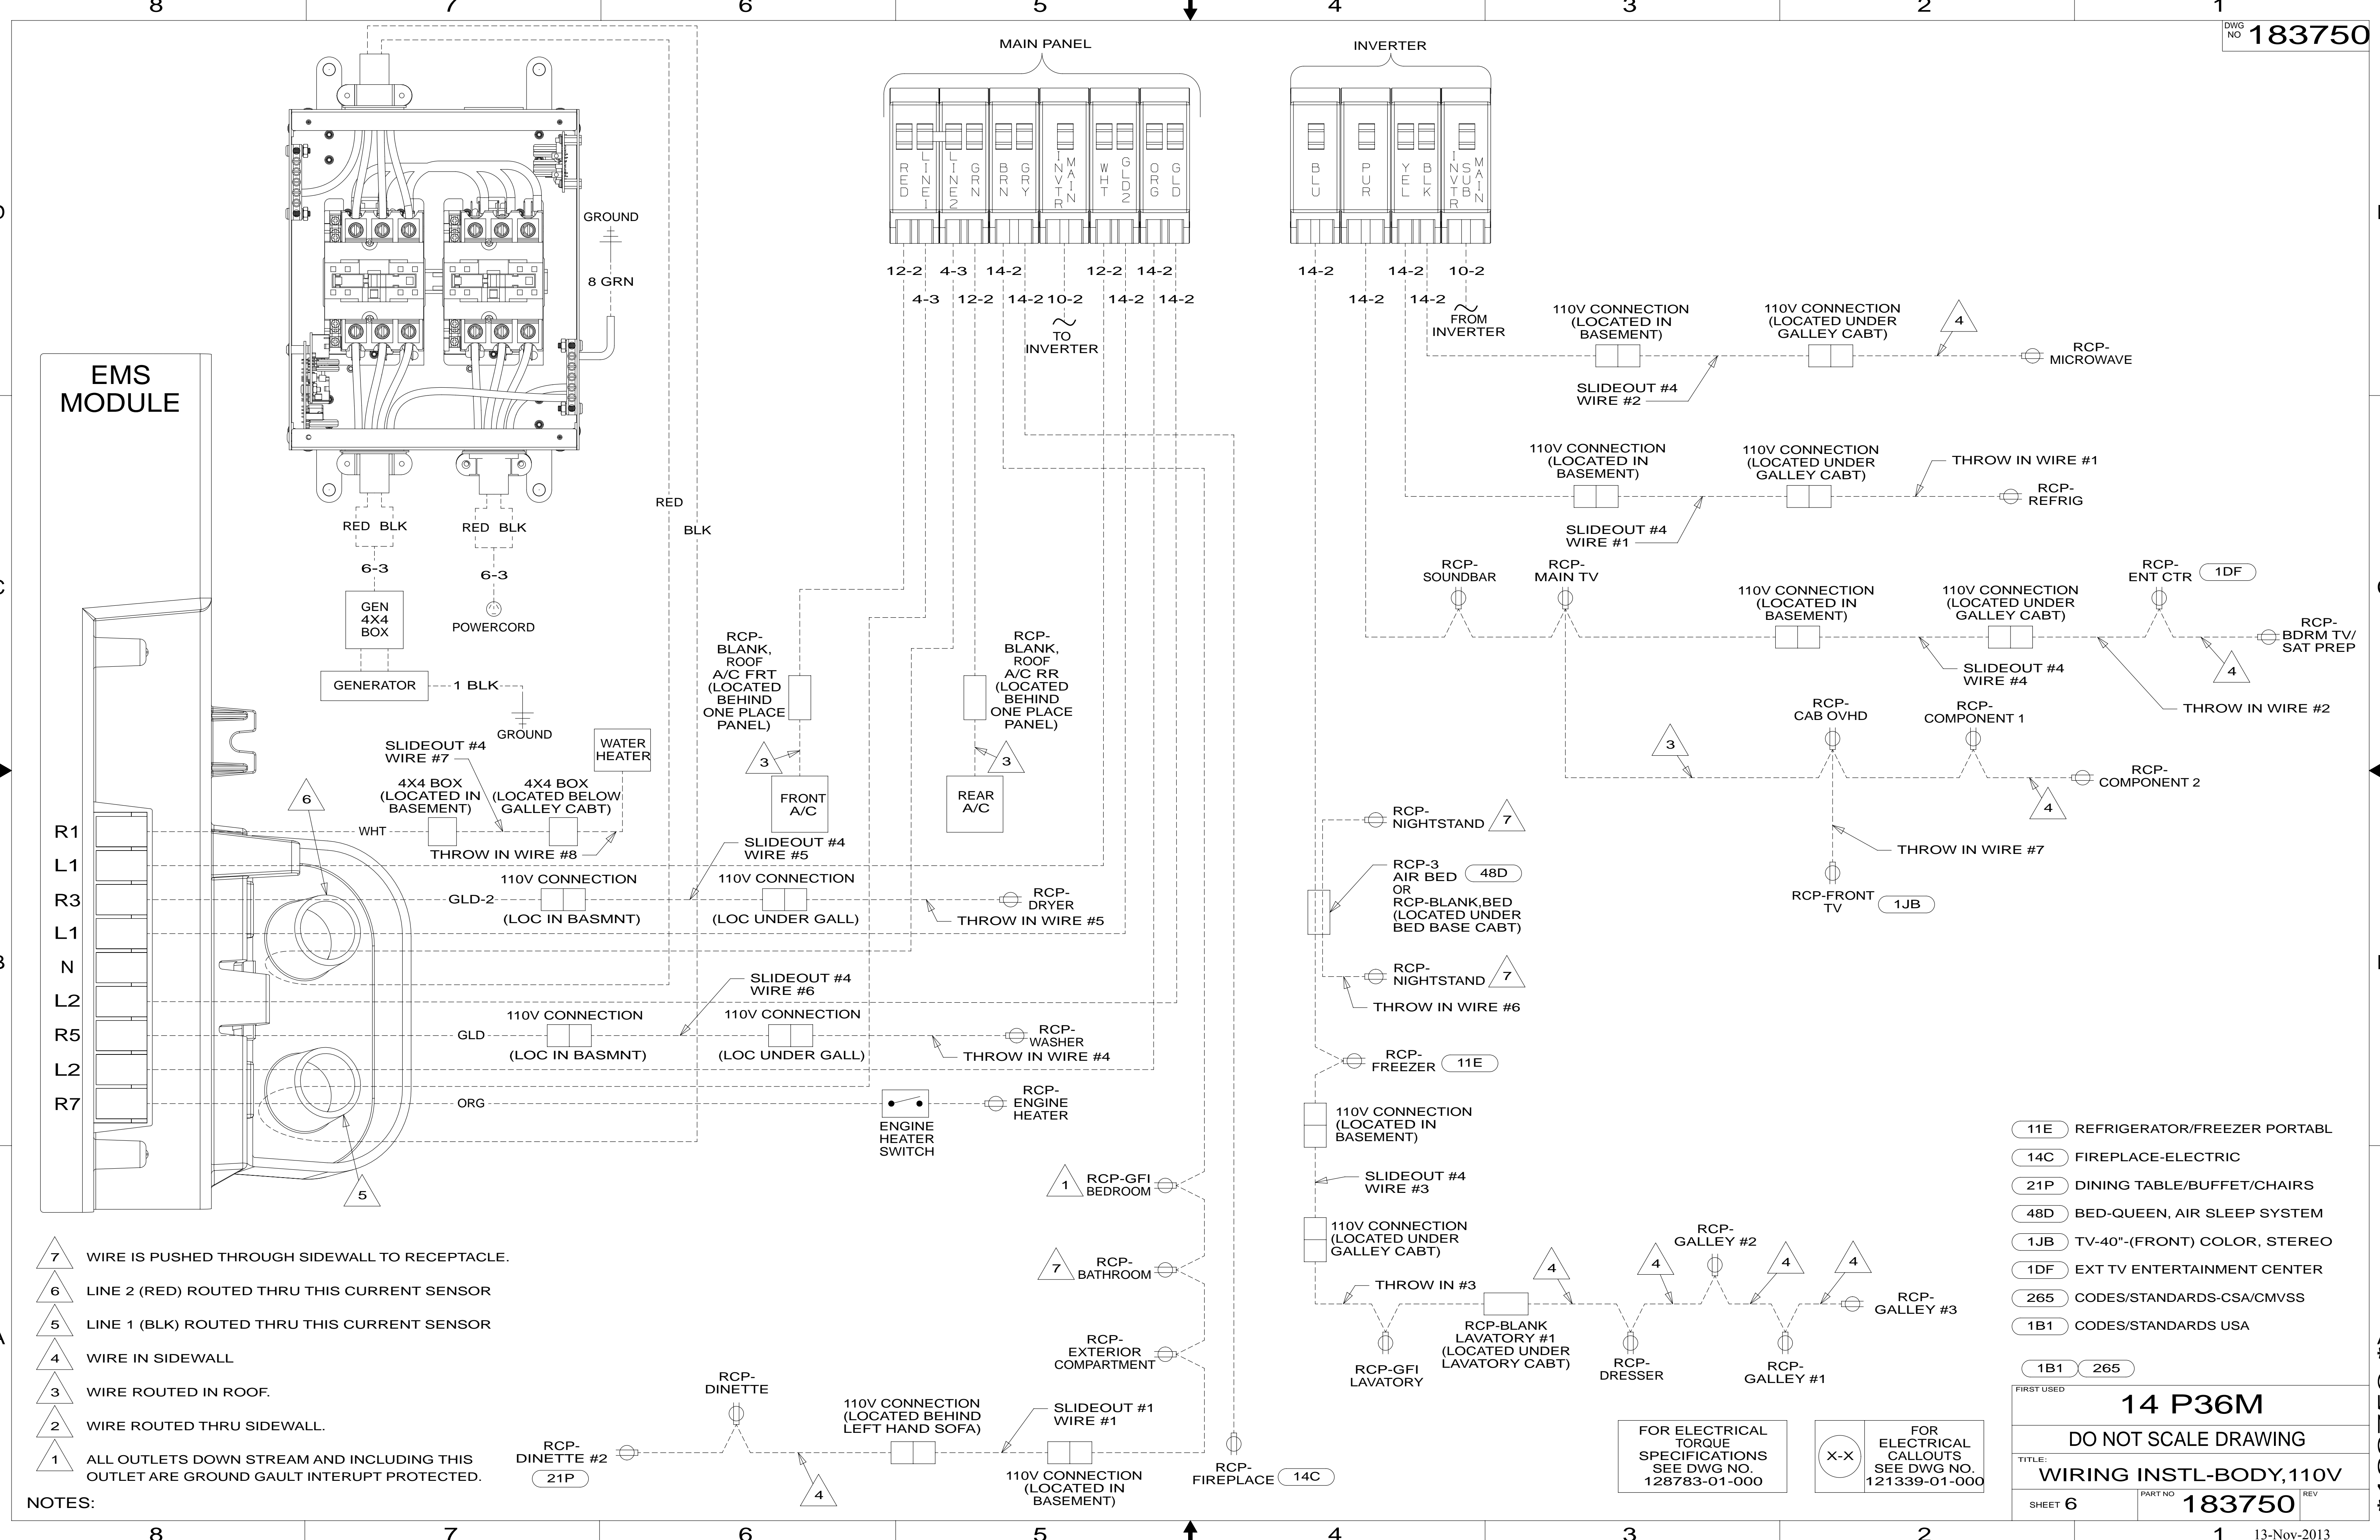 8 7 6 5 4 3 2 1
DWG
NO 183750
MAIN PANEL
INVERTER
RED
LINE1
LINE2
GRN
BRN
GRY
INVTR
MAIN
WHT
GLD2
ORG
GLD
BLU
PUR
YEL
BLK
INVTR
SUB
MAIN
12-2 4-3 14-2 12-2 14-2
4-3 12-2 14-2 10-2 14-2 14-2
TO
INVERTER
14-2 14-2 10-2
14-2 14-2
FROM
INVERTER
GROUND
8 GRN
EMS
MODULE
RED BLK
RED BLK
6-3
6-3
GEN
4X4
BOX
POWERCORD
GENERATOR
1 BLK
GROUND
RED
BLK
110V CONNECTION
(LOCATED IN
BASEMENT)
110V CONNECTION
(LOCATED UNDER
GALLEY CABT)
4
RCP-
MICROWAVE
SLIDEOUT #4
WIRE #2
110V CONNECTION
(LOCATED IN
BASEMENT)
110V CONNECTION
(LOCATED UNDER
GALLEY CABT)
THROW IN WIRE #1
RCP-
REFRIG
SLIDEOUT #4
WIRE #1
RCP-
SOUNDBAR
RCP-
MAIN TV
110V CONNECTION
(LOCATED IN
BASEMENT)
110V CONNECTION
(LOCATED UNDER
GALLEY CABT)
RCP-
ENT CTR
1DF
RCP-
BDRM TV/
SAT PREP
4
SLIDEOUT #4
WIRE #4
THROW IN WIRE #2
3
RCP-
CAB OVHD
RCP-
COMPONENT 1
RCP-
COMPONENT 2
4
THROW IN WIRE #7
RCP-FRONT
TV
1JB
RCP-
BLANK,
ROOF
A/C FRT
(LOCATED
BEHIND
ONE PLACE
PANEL)
3
FRONT
A/C
RCP-
BLANK,
ROOF
A/C RR
(LOCATED
BEHIND
ONE PLACE
PANEL)
3
REAR
A/C
SLIDEOUT #4
WIRE #7
WATER
HEATER
4X4 BOX
(LOCATED IN
BASEMENT)
4X4 BOX
(LOCATED BELOW
GALLEY CABT)
6
R1
WHT
THROW IN WIRE #8
SLIDEOUT #4
WIRE #5
L1
110V CONNECTION
110V CONNECTION
R3
GLD-2
RCP-
DRYER
(LOC IN BASMNT)
(LOC UNDER GALL)
THROW IN WIRE #5
L1
N
SLIDEOUT #4
WIRE #6
L2
110V CONNECTION
110V CONNECTION
R5
GLD
RCP-
WASHER
(LOC IN BASMNT)
(LOC UNDER GALL)
THROW IN WIRE #4
L2
R7
ORG
ENGINE
HEATER
SWITCH
RCP-
ENGINE
HEATER
5
RCP-
NIGHTSTAND
7
RCP-3
AIR BED
48D
OR
RCP-BLANK,BED
(LOCATED UNDER
BED BASE CABT)
RCP-
NIGHTSTAND
7
THROW IN WIRE #6
RCP-
FREEZER
11E
110V CONNECTION
(LOCATED IN
BASEMENT)
SLIDEOUT #4
WIRE #3
110V CONNECTION
(LOCATED UNDER
GALLEY CABT)
THROW IN #3
RCP-GFI
LAVATORY
RCP-BLANK
LAVATORY #1
(LOCATED UNDER
LAVATORY CABT)
4
RCP-
DRESSER
4
RCP-
GALLEY #2
4
RCP-
GALLEY #1
4
RCP-
GALLEY #3
1
RCP-GFI
BEDROOM
7
RCP-
BATHROOM
RCP-
EXTERIOR
COMPARTMENT
RCP-
DINETTE
RCP-
DINETTE #2
21P
4
110V CONNECTION
(LOCATED BEHIND
LEFT HAND SOFA)
SLIDEOUT #1
WIRE #1
110V CONNECTION
(LOCATED IN
BASEMENT)
RCP-
FIREPLACE
14C
7 WIRE IS PUSHED THROUGH SIDEWALL TO RECEPTACLE.
6 LINE 2 (RED) ROUTED THRU THIS CURRENT SENSOR
5 LINE 1 (BLK) ROUTED THRU THIS CURRENT SENSOR
4 WIRE IN SIDEWALL
3 WIRE ROUTED IN ROOF.
2 WIRE ROUTED THRU SIDEWALL.
1 ALL OUTLETS DOWN STREAM AND INCLUDING THIS
OUTLET ARE GROUND GAULT INTERUPT PROTECTED.
NOTES:
11E REFRIGERATOR/FREEZER PORTABL
14C FIREPLACE-ELECTRIC
21P DINING TABLE/BUFFET/CHAIRS
48D BED-QUEEN, AIR SLEEP SYSTEM
1JB TV-40"-(FRONT) COLOR, STEREO
1DF EXT TV ENTERTAINMENT CENTER
265 CODES/STANDARDS-CSA/CMVSS
1B1 CODES/STANDARDS USA
1B1 265
FOR ELECTRICAL
TORQUE
SPECIFICATIONS
SEE DWG NO.
128783-01-000
X-X
FOR
ELECTRICAL
CALLOUTS
SEE DWG NO.
121339-01-000
FIRST USED
14 P36M
DO NOT SCALE DRAWING
TITLE:
WIRING INSTL-BODY,110V
SHEET 6
PART NO 183750
REV
8 7 6 5 4 3 2 1
13-Nov-2013